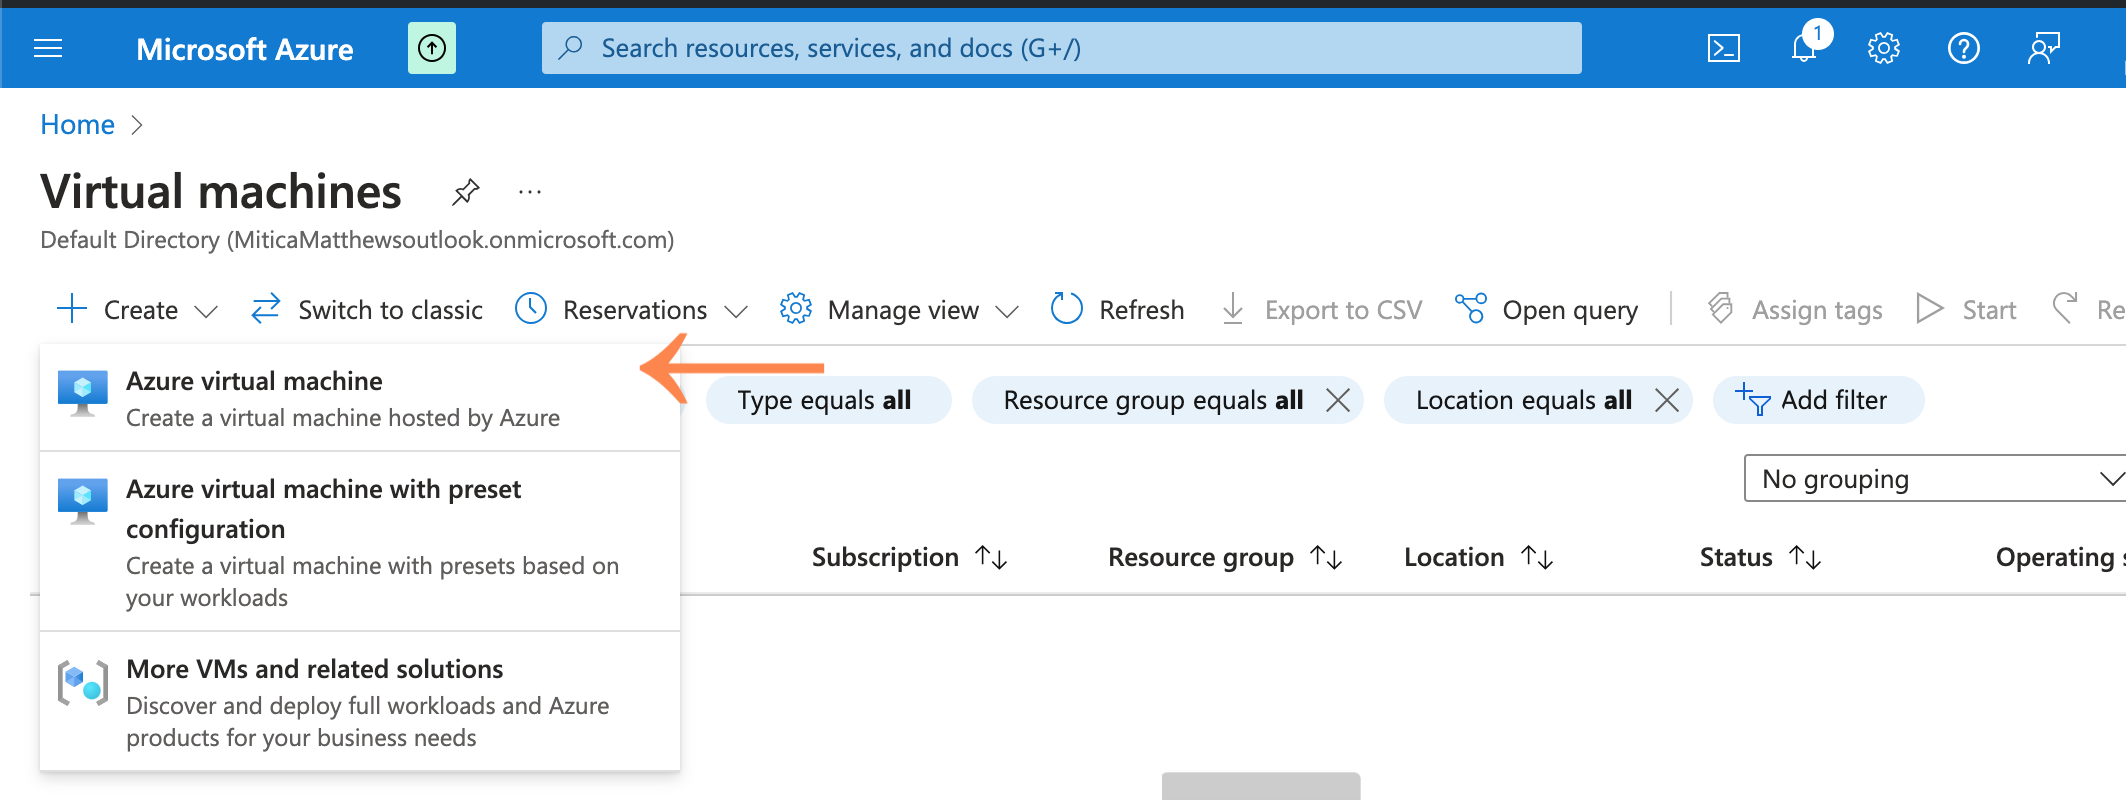 Microsoft Azure
Search resources, services, and docs (G+/)
1
Home
Virtual machines
Default Directory (MiticaMatthewsoutlook.onmicrosoft.com)
Create
Switch to classic
Reservations
Manage view
Refresh
Export to CSV
Open query
Assign tags
Start
Re
Azure virtual machine
Create a virtual machine hosted by Azure
Azure virtual machine with preset
configuration
Create a virtual machine with presets based on
your workloads
More VMs and related solutions
Discover and deploy full workloads and Azure
products for your business needs
Type equals all
Resource group equals all
Location equals all
Add filter
No grouping
Subscription
Resource group
Location
Status
Operating s